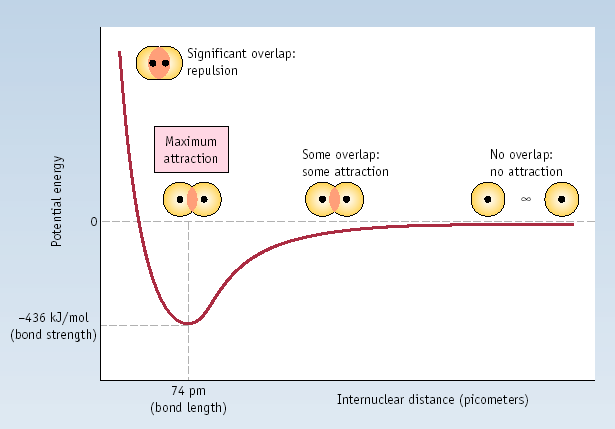 Significant overlap:
repulsion
Maximum
attraction
Some overlap:
some attraction
No overlap:
no attraction
∞
Potential energy
0
–436 kJ/mol
(bond strength)
74 pm
(bond length)
Internuclear distance (picometers)